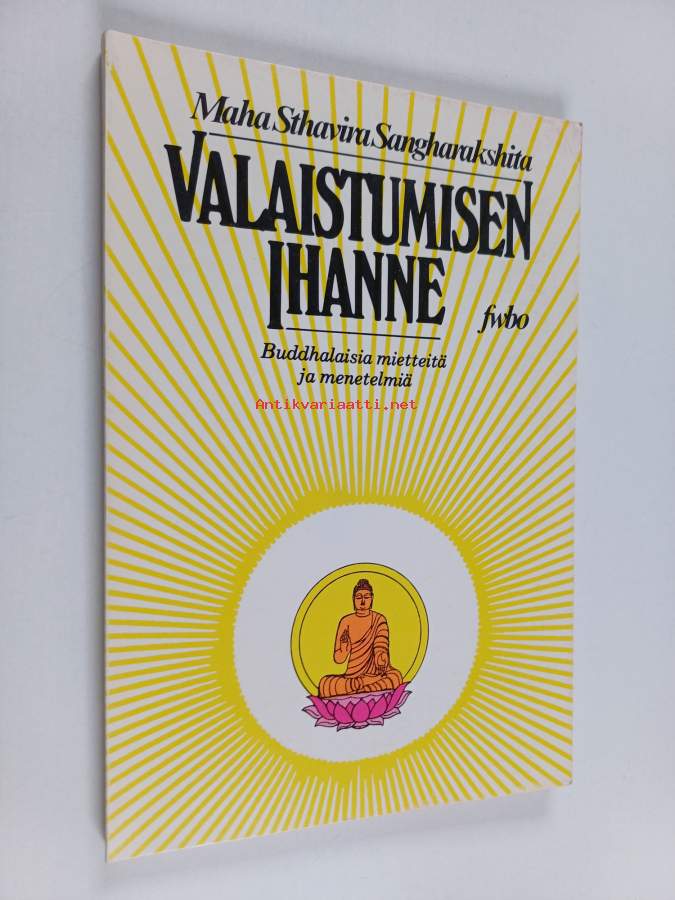 Maha Sthavira Sangharakshita
VALAISTUMISEN
IHANNE
fwbo
Buddhalaisia mietteitä
ja menetelmiä
Antikvariaatti.net